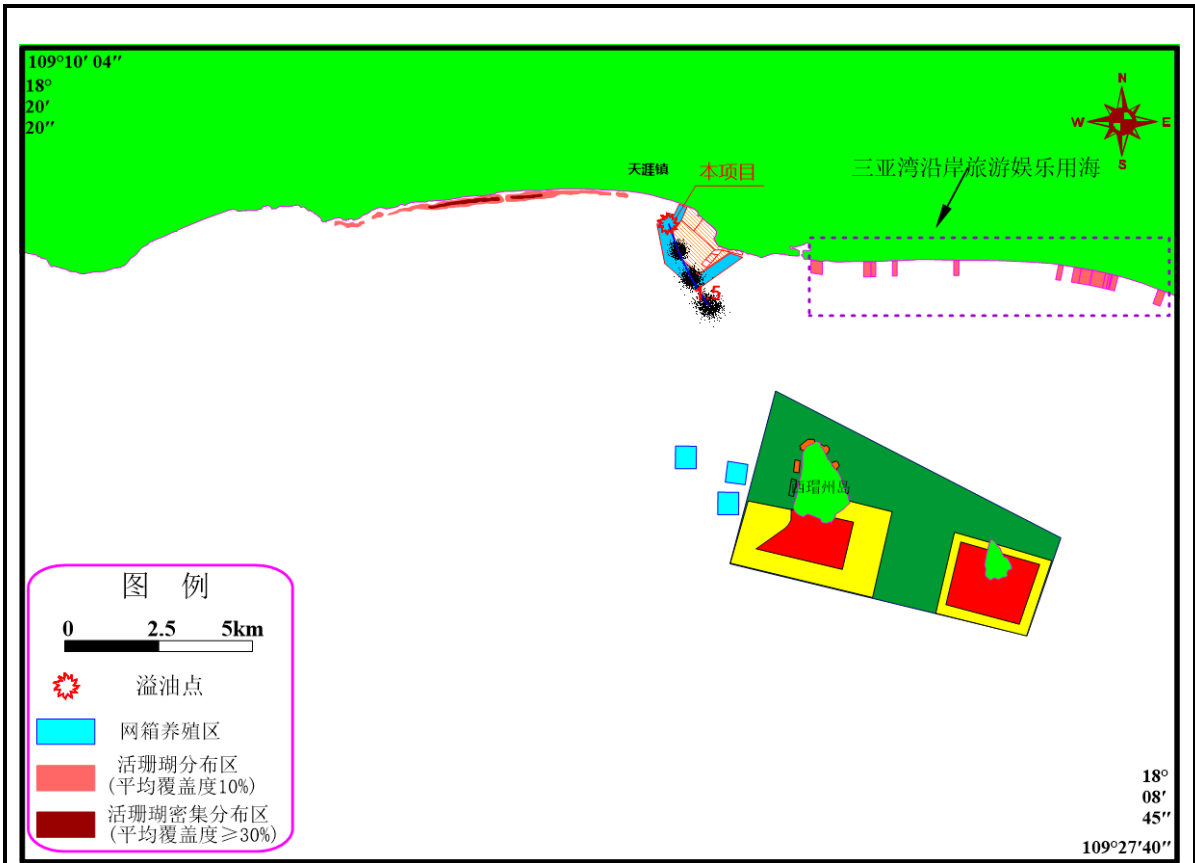 109°10′04″
18°
20′
20″
N
W
E
S
天涯镇
本项目
三亚湾沿岸旅游娱乐用海
1.5
西瑁州岛
图 例
0 2.5 5km
溢油点
网箱养殖区
活珊瑚分布区
(平均覆盖度10%)
活珊瑚密集分布区
(平均覆盖度≥30%)
18°
08′
45″
109°27′40″